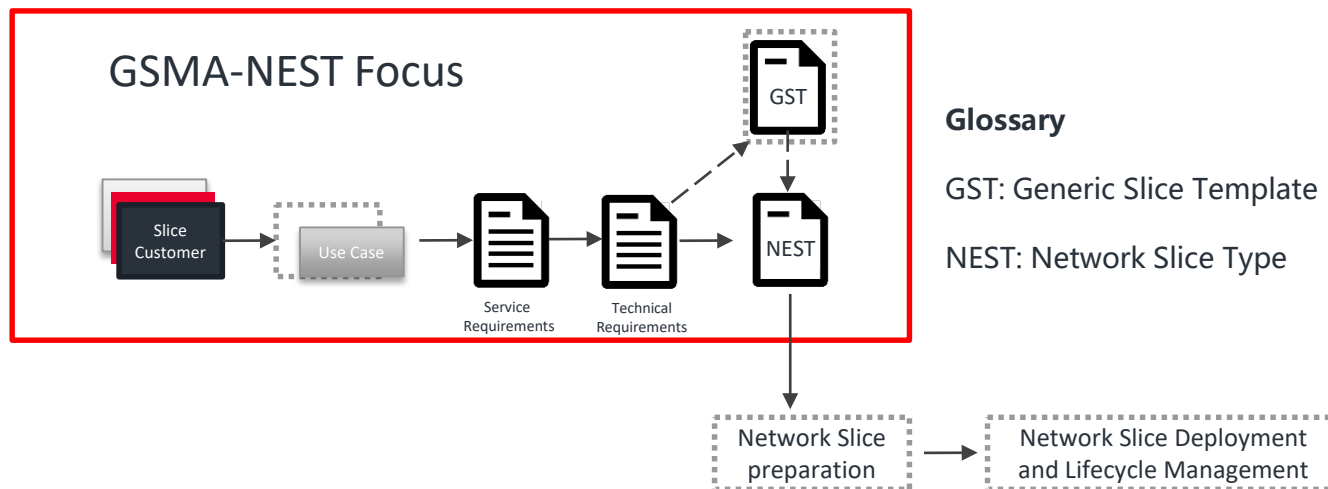 GSMA-NEST Focus
GST
Slice
Customer
Use Case
NEST
Service
Requirements
Technical
Requirements
Glossary
GST: Generic Slice Template
NEST: Network Slice Type
Network Slice
preparation
Network Slice Deployment
and Lifecycle Management